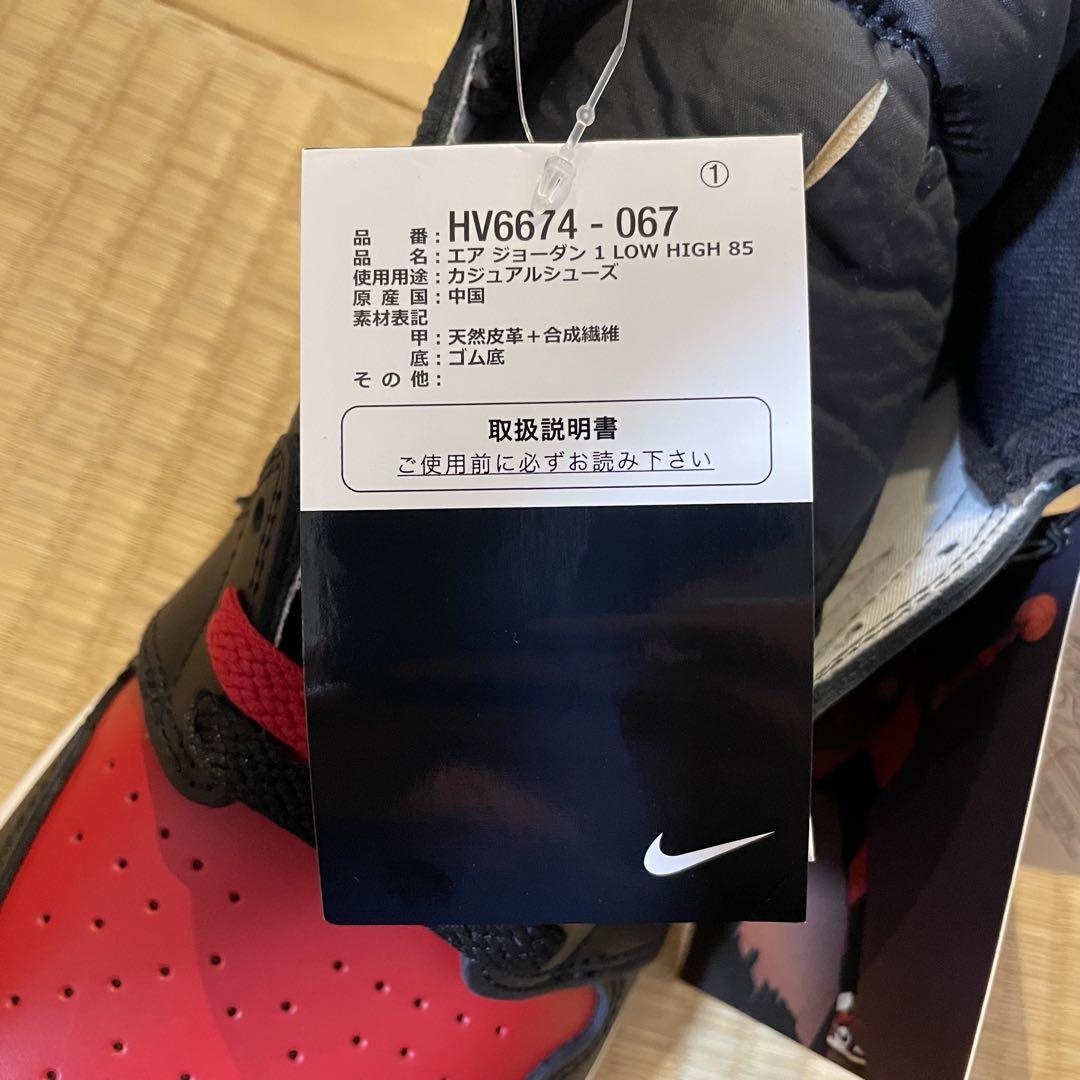 ①
品番：HV6674 - 067
品名：エア ジョーダン 1 LOW HIGH 85
使用用途：カジュアルシューズ
原産国：中国
素材表記
甲：天然皮革＋合成繊維
底：ゴム底
その他：
取扱説明書
ご使用前に必ずお読み下さい